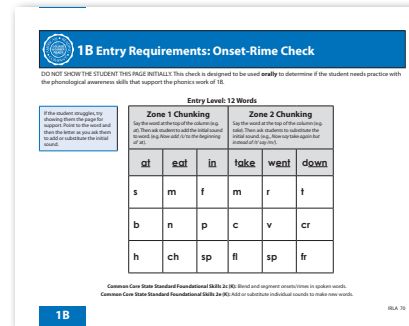 1B Entry Requirements: Onset-Rime Check
DO NOT SHOW THE STUDENT THIS PAGE INITIALLY. This check is designed to be used orally to determine if the student needs practice with
the phonological awareness skills that support the phonics work of 1B.
Entry Level: 12 Words
If the student struggles, try
showing them the page for
support. Point to the word and
then the letter as you ask them
to add or substitute the initial
sound.
Zone 1 Chunking
Say the word at the top of the column (e.g.
at). Then ask student to add the initial sound
to word. (e.g. Now add /s/ to the beginning
of at).
Zone 2 Chunking
Say the word at the top of the column (e.g.
take). Then ask students to substitute the
initial sound. (e.g., Now say take again but
instead of /t/ say /m/).
at eat in take went down
s m f m r t
b n p c v cr
h ch sp fl sp fr
Common Core State Standard Foundational Skills 2c (K): Blend and segment onsets/rimes in spoken words.
Common Core State Standard Foundational Skills 2e (K): Add or substitute individual sounds to make new words.
1B
IRLA 70